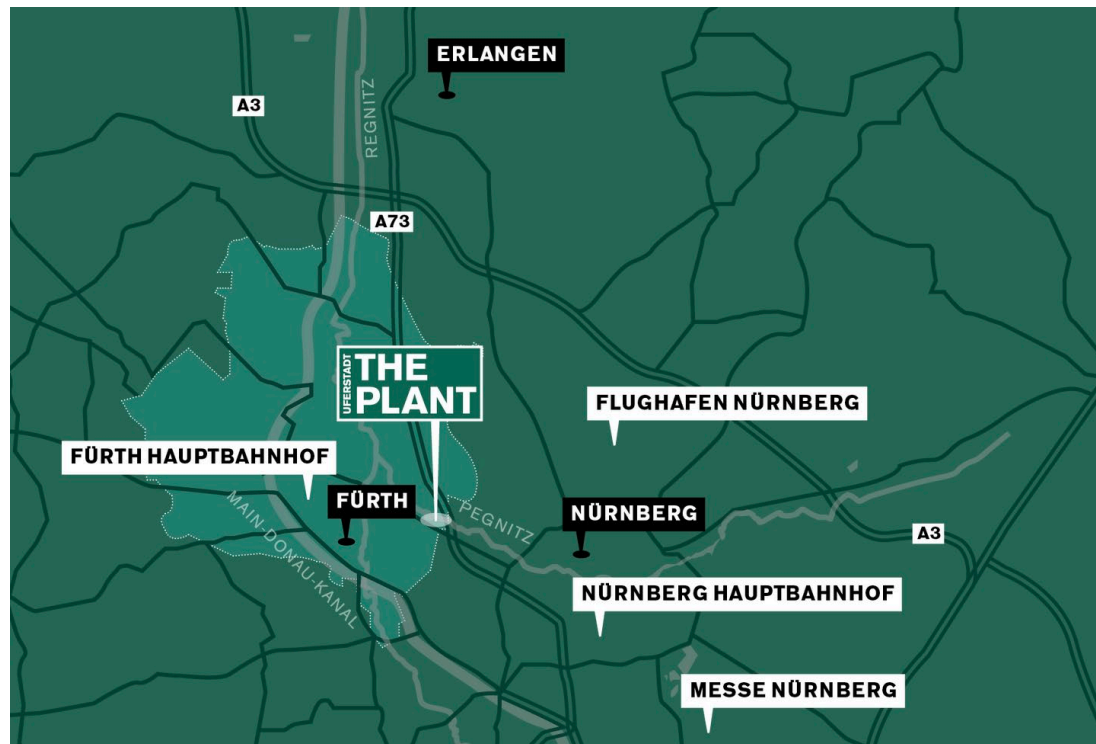 ERLANGEN
A3
REGNITZ
A73
UFERSTADT
THE
PLANT
FLUGHAFEN NÜRNBERG
FÜRTH HAUPTBAHNHOF
FÜRTH
MAIN-DONAU-KANAL
PEGNITZ
NÜRNBERG
A3
NÜRNBERG HAUPTBAHNHOF
MESSE NÜRNBERG